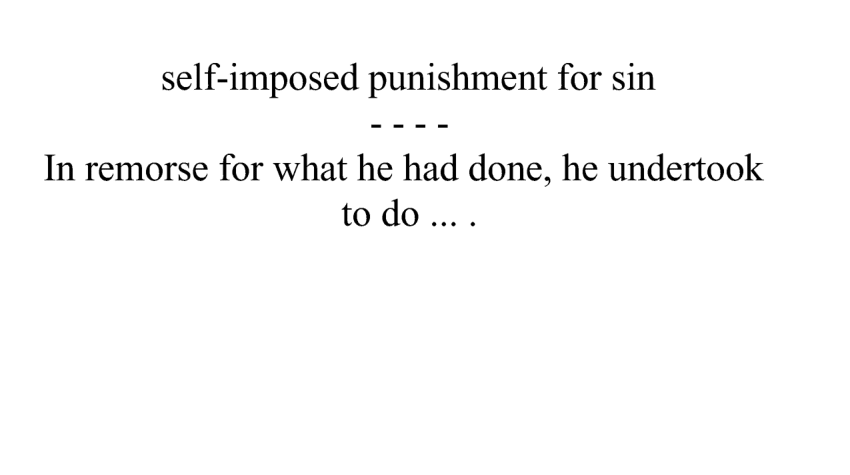 self-imposed punishment for sin
- - - -
In remorse for what he had done, he undertook
to do ... .